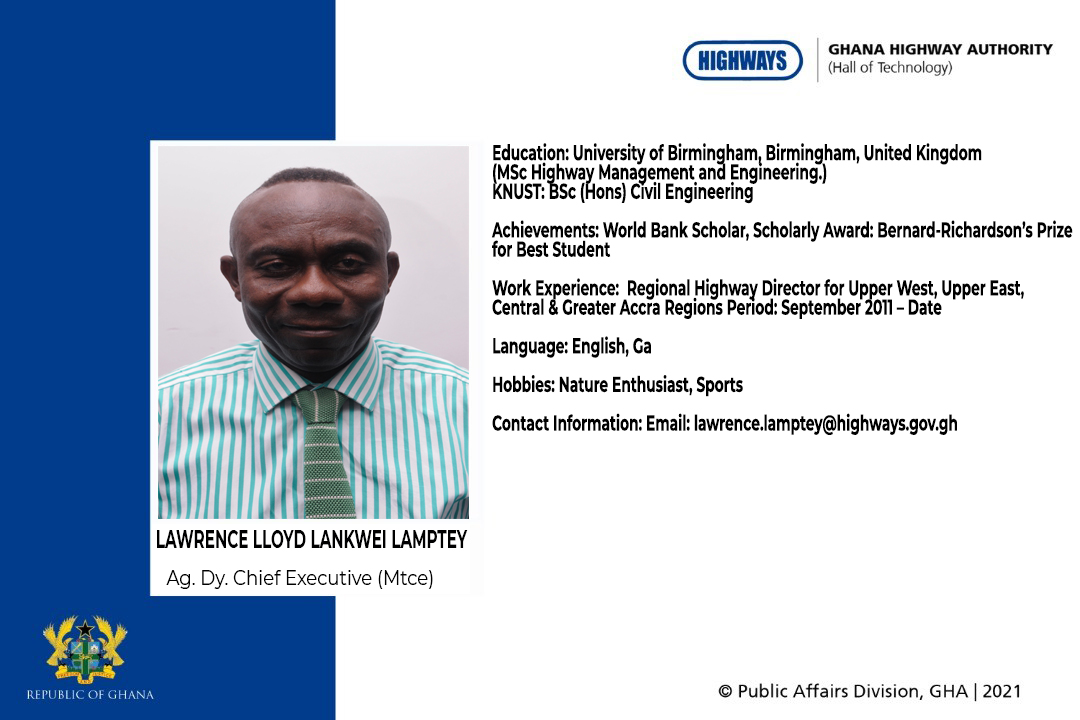 HIGHWAYS
GHANA HIGHWAY AUTHORITY
(Hall of Technology)
Education: University of Birmingham, Birmingham, United Kingdom
(MSc Highway Management and Engineering.)
KNUST: BSc (Hons) Civil Engineering
Achievements: World Bank Scholar, Scholarly Award: Bernard-Richardson's Prize
for Best Student
Work Experience: Regional Highway Director for Upper West, Upper East,
Central & Greater Accra Regions Period: September 2011 – Date
Language: English, Ga
Hobbies: Nature Enthusiast, Sports
Contact Information: Email: lawrence.lamptey@highways.gov.gh
LAWRENCE LLOYD LANKWEI LAMPTEY
Ag. Dy. Chief Executive (Mtce)
REPUBLIC OF GHANA
© Public Affairs Division, GHA | 2021